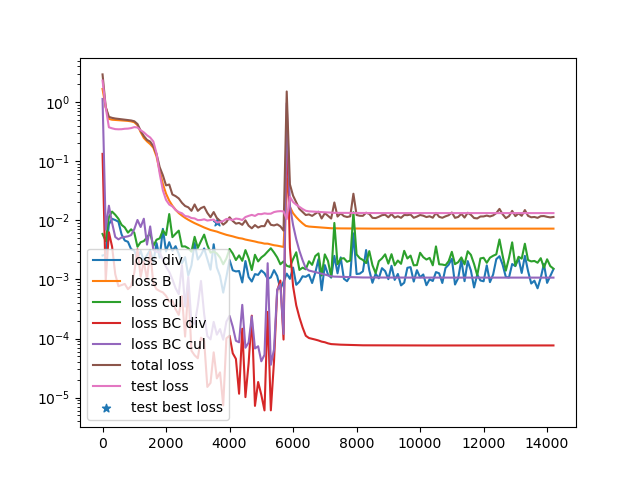 10⁰
10⁻¹
10⁻²
10⁻³
10⁻⁴
10⁻⁵
loss div
loss B
loss cul
loss BC div
loss BC cul
total loss
test loss
test best loss
0 2000 4000 6000 8000 10000 12000 14000